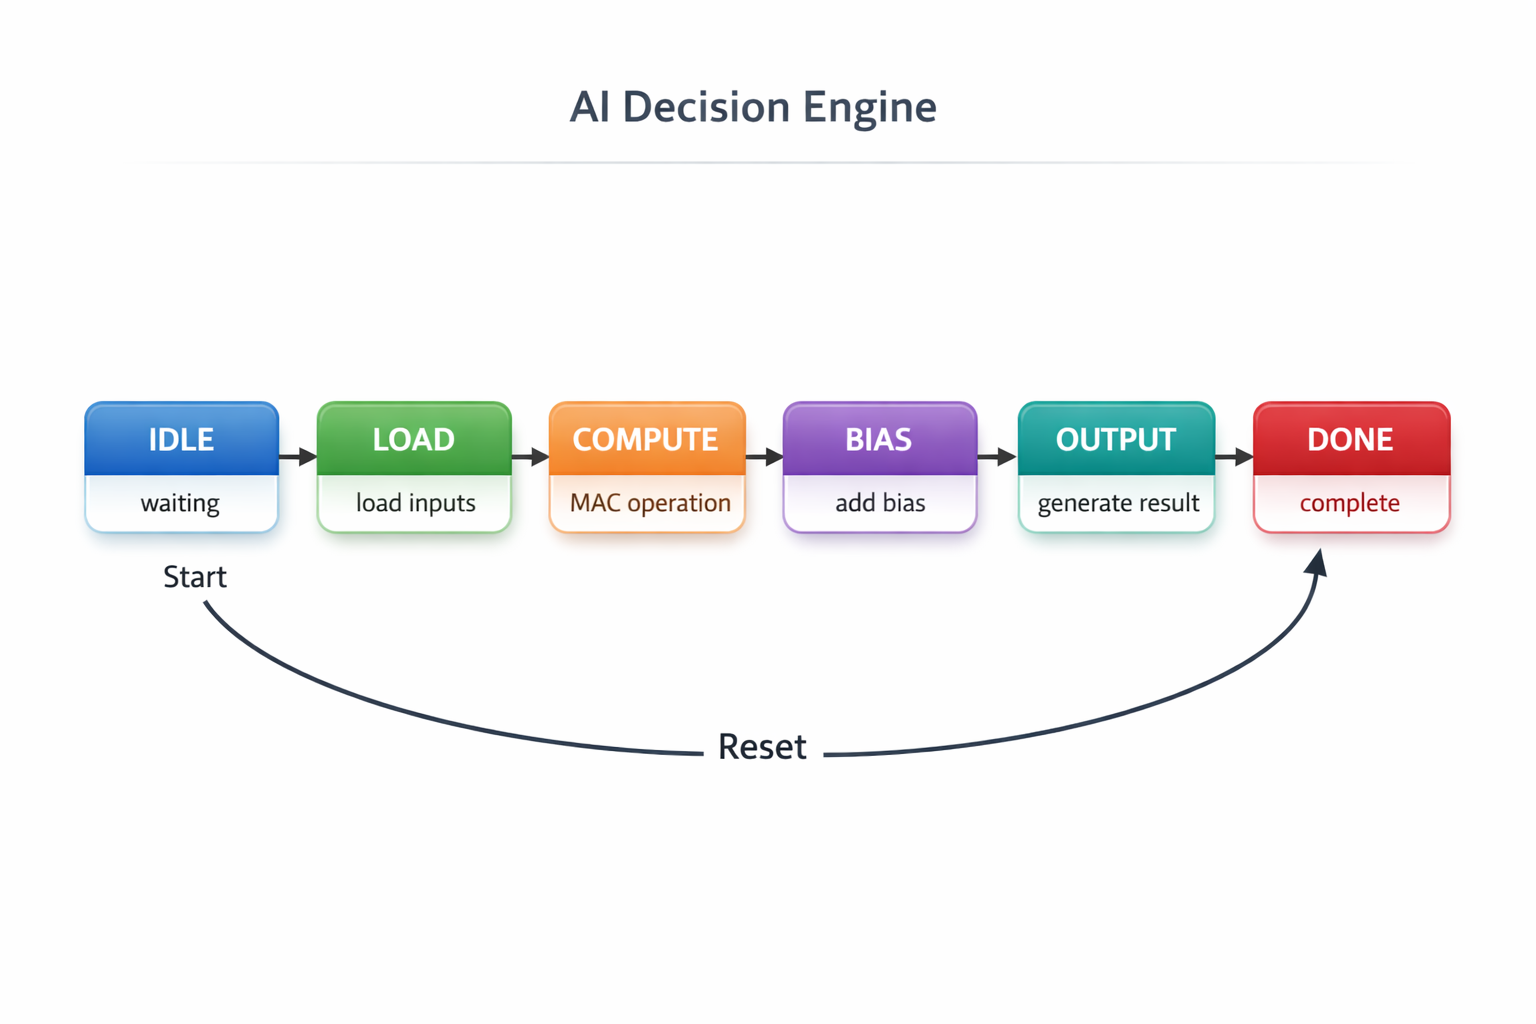 AI Decision Engine
IDLE
waiting
LOAD
load inputs
COMPUTE
MAC operation
BIAS
add bias
OUTPUT
generate result
DONE
complete
Start
Reset